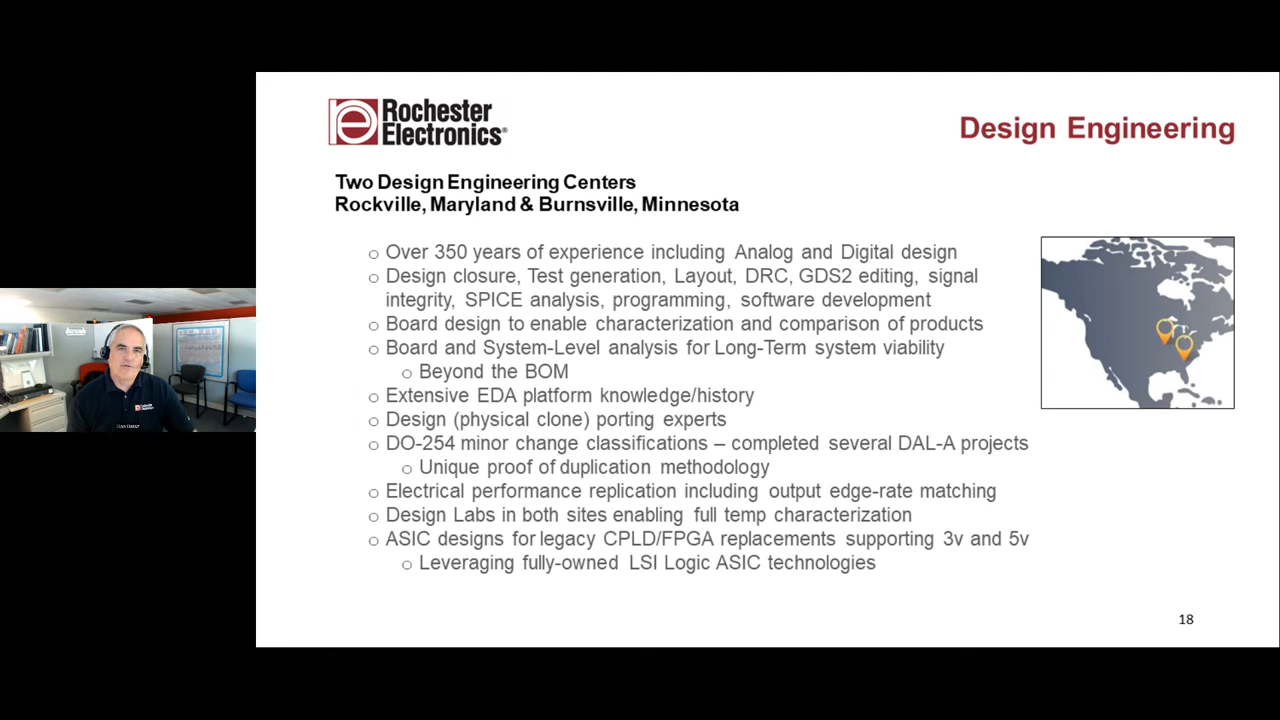 Rochester
Electronics®
Design Engineering
Two Design Engineering Centers
Rockville, Maryland & Burnsville, Minnesota
o Over 350 years of experience including Analog and Digital design
o Design closure, Test generation, Layout, DRC, GDS2 editing, signal
integrity, SPICE analysis, programming, software development
o Board design to enable characterization and comparison of products
o Board and System-Level analysis for Long-Term system viability
o Beyond the BOM
o Extensive EDA platform knowledge/history
o Design (physical clone) porting experts
o DO-254 minor change classifications – completed several DAL-A projects
o Unique proof of duplication methodology
o Electrical performance replication including output edge-rate matching
o Design Labs in both sites enabling full temp characterization
o ASIC designs for legacy CPLD/FPGA replacements supporting 3v and 5v
o Leveraging fully-owned LSI Logic ASIC technologies
18